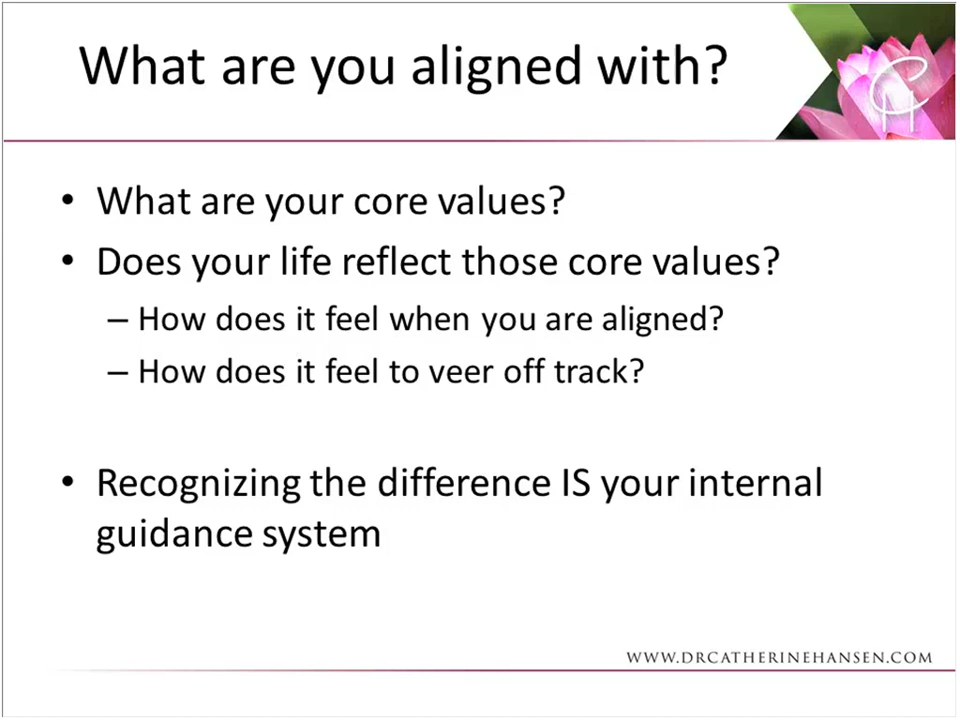 What are you aligned with?
• What are your core values?
• Does your life reflect those core values?
– How does it feel when you are aligned?
– How does it feel to veer off track?
• Recognizing the difference IS your internal
guidance system
WWW.DRCATHERINEHANSEN.COM